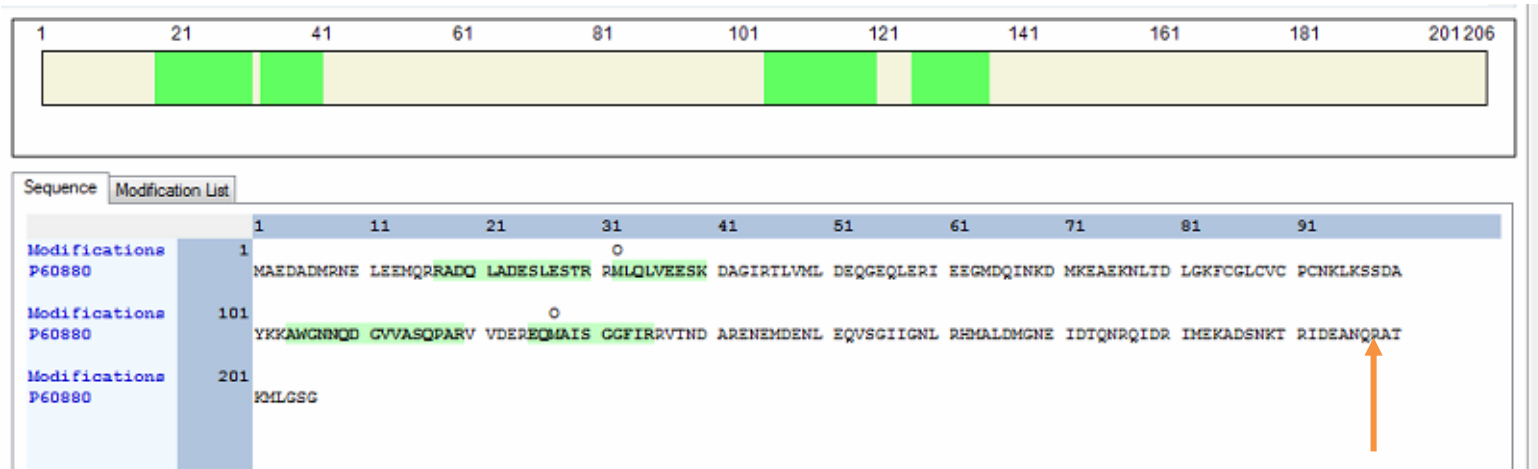 1 21 41 61 81 101 121 141 161 181 201 206
Sequence Modification List
1 11 21 31 41 51 61 71 81 91
Modifications 1 O
P60880 MAEDADMRNE LEEMQRRADQ LADESLESTR RMLQLVEESK DAGIRTLVML DEQGEQLERI EEGMDQINKD MKEAEKNLTD LGKFCGLCVC PCNKLKSSDA
Modifications 101 O
P60880 YKKAWGNNQD GVVASQPARV VDEREQMAIS GGFIRRVTND ARENEMDENL EQVSGIIGNL RHMALDMGNE IDTQNRQIDR IMEKADSNKT RIDEANQRAT
Modifications 201
P60880 KMLGSG